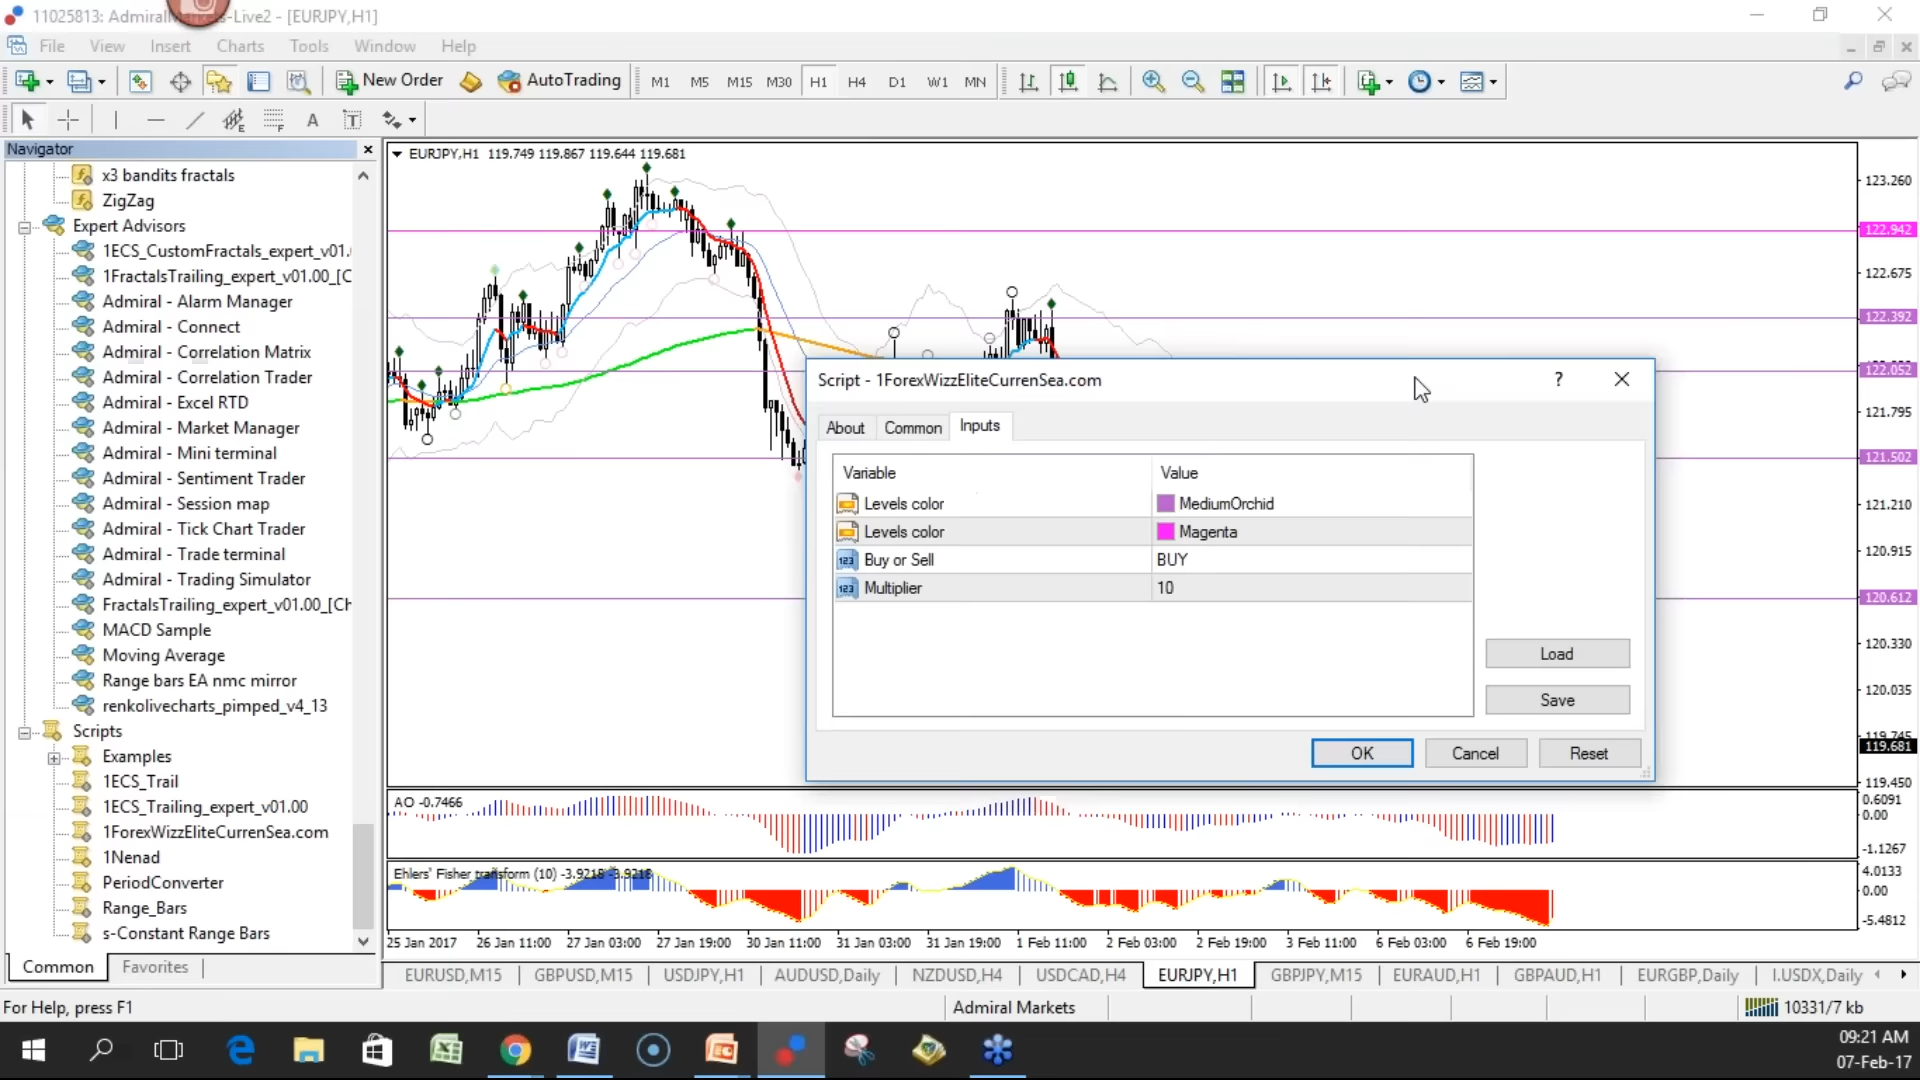 11025813: Admiral Markets-Live2 - [EURJPY,H1]
File View Insert Charts Tools Window Help
New Order AutoTrading M1 M5 M15 M30 H1 H4 D1 W1 MN
Navigator
x3 bandits fractals
ZigZag
Expert Advisors
1ECS_CustomFractals_expert_v01.
1FractalsTrailing_expert_v01.00_[C
Admiral - Alarm Manager
Admiral - Connect
Admiral - Correlation Matrix
Admiral - Correlation Trader
Admiral - Excel RTD
Admiral - Market Manager
Admiral - Mini terminal
Admiral - Sentiment Trader
Admiral - Session map
Admiral - Tick Chart Trader
Admiral - Trade terminal
Admiral - Trading Simulator
FractalsTrailing_expert_v01.00_[Ch
MACD Sample
Moving Average
Range bars EA nmc mirror
renkolivecharts_pimped_v4_13
Scripts
Examples
1ECS_Trail
1ECS_Trailing_expert_v01.00
1ForexWizzEliteCurrenSea.com
1Nenad
PeriodConverter
Range_Bars
s-Constant Range Bars
Common Favorites
EURJPY,H1 119.749 119.867 119.644 119.681
123.260
122.942
122.675
122.392
122.052
121.795
121.502
121.210
120.915
120.612
120.330
120.035
119.745
119.681
119.450
Script - 1ForexWizzEliteCurrenSea.com ?
About Common Inputs
Variable Value
Levels color MediumOrchid
Levels color Magenta
Buy or Sell BUY
Multiplier 10
Load
Save
OK Cancel Reset
AO -0.7466
0.6091
0.00
-1.1267
Ehlers' Fisher transform (10) -3.9218 -3.9218
4.0133
0.00
-5.4812
25 Jan 2017 26 Jan 11:00 27 Jan 03:00 27 Jan 19:00 30 Jan 11:00 31 Jan 03:00 31 Jan 19:00 1 Feb 11:00 2 Feb 03:00 2 Feb 19:00 3 Feb 11:00 6 Feb 03:00 6 Feb 19:00
EURUSD,M15 GBPUSD,M15 USDJPY,H1 AUDUSD,Daily NZDUSD,H4 USDCAD,H4 EURJPY,H1 GBPJPY,M15 EURAUD,H1 GBPAUD,H1 EURGBP,Daily I.USDX,Daily
For Help, press F1 Admiral Markets 10331/7 kb
09:21 AM
07-Feb-17